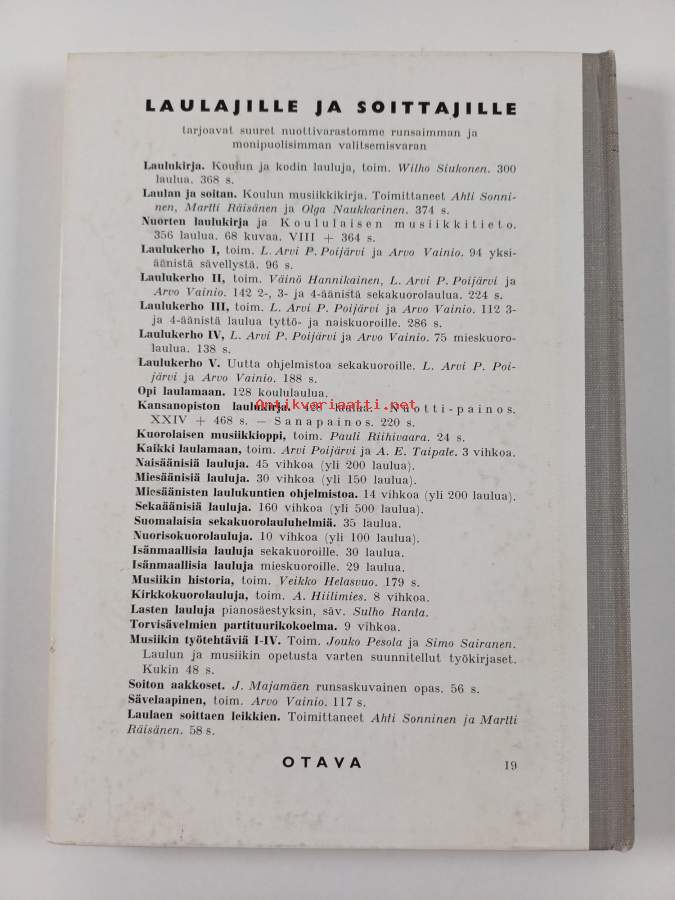 LAULAJILLE JA SOITTAJILLE
tarjoavat suuret nuottivarastomme runsaimman ja
monipuolisimman valitsemisvaran
Laulukirja. Koulun ja kodin lauluja, toim. Wilho Siukonen. 300
laulua. 368 s.
Laulan ja soitan. Koulun musiikkikirja. Toimittaneet Ahti Sonni-
nen, Martti Räisänen ja Olga Naukkarinen. 374 s.
Nuorten laulukirja ja Koululaisen musiikkitieto.
356 laulua. 68 kuvaa. VIII + 364 s.
Laulukerho I, toim. L. Arvi P. Poijärvi ja Arvo Vainio. 94 yksi-
äänistä sävellystä. 96 s.
Laulukerho II, toim. Väinö Hannikainen, L. Arvi P. Poijärvi ja
Arvo Vainio. 142 2-, 3- ja 4-äänistä sekakuorolaulua. 224 s.
Laulukerho III, toim. L. Arvi P. Poijärvi ja Arvo Vainio. 112 3-
ja 4-äänistä laulua tyttö- ja naiskuoroille. 286 s.
Laulukerho IV, L. Arvi P. Poijärvi ja Arvo Vainio. 75 mieskuoro-
laulua. 138 s.
Laulukerho V. Uutta ohjelmistoa sekakuoroille. L. Arvi P. Poi-
järvi ja Arvo Vainio. 188 s.
Opi laulamaan. 128 koululaulua.
Antikvariaatti.net
Kansanopiston laulukirja. laulua. Nuotti-painos.
XXIV + 468 s. — Sanapainos. 220 s.
Kuorolaisen musiikkioppi, toim. Pauli Riihivaara. 24 s.
Kaikki laulamaan, toim. Arvi Poijärvi ja A. E. Taipale. 3 vihkoa.
Naisäänisiä lauluja. 45 vihkoa (yli 200 laulua).
Miesäänisiä lauluja. 30 vihkoa (yli 150 laulua).
Miesäänisten laulukuntien ohjelmistoa. 14 vihkoa (yli 200 laulua).
Sekaäänisiä lauluja. 160 vihkoa (yli 500 laulua).
Suomalaisia sekakuorolauluhelmiä. 35 laulua.
Nuorisokuorolauluja. 10 vihkoa (yli 100 laulua).
Isänmaallisia lauluja sekakuoroille. 30 laulua.
Isänmaallisia lauluja mieskuoroille. 29 laulua.
Musiikin historia, toim. Veikko Helasvuo. 179 s.
Kirkkokuorolauluja, toim. A. Hiilimies. 8 vihkoa.
Lasten lauluja pianosäestyksin, säv. Sulho Ranta.
Torvisävelmien partituurikokoelma. 9 vihkoa.
Musiikin työtehtäviä I-IV. Toim. Jouko Pesola ja Simo Sairanen.
Laulun ja musiikin opetusta varten suunnitellut työkirjaset.
Kukin 48 s.
Soiton aakkoset. J. Majamäen runsaskuvainen opas. 56 s.
Sävelaapinen, toim. Arvo Vainio. 117 s.
Laulaen soittaen leikkien. Toimittaneet Ahti Sonninen ja Martti
Räisänen. 58 s.
OTAVA 19